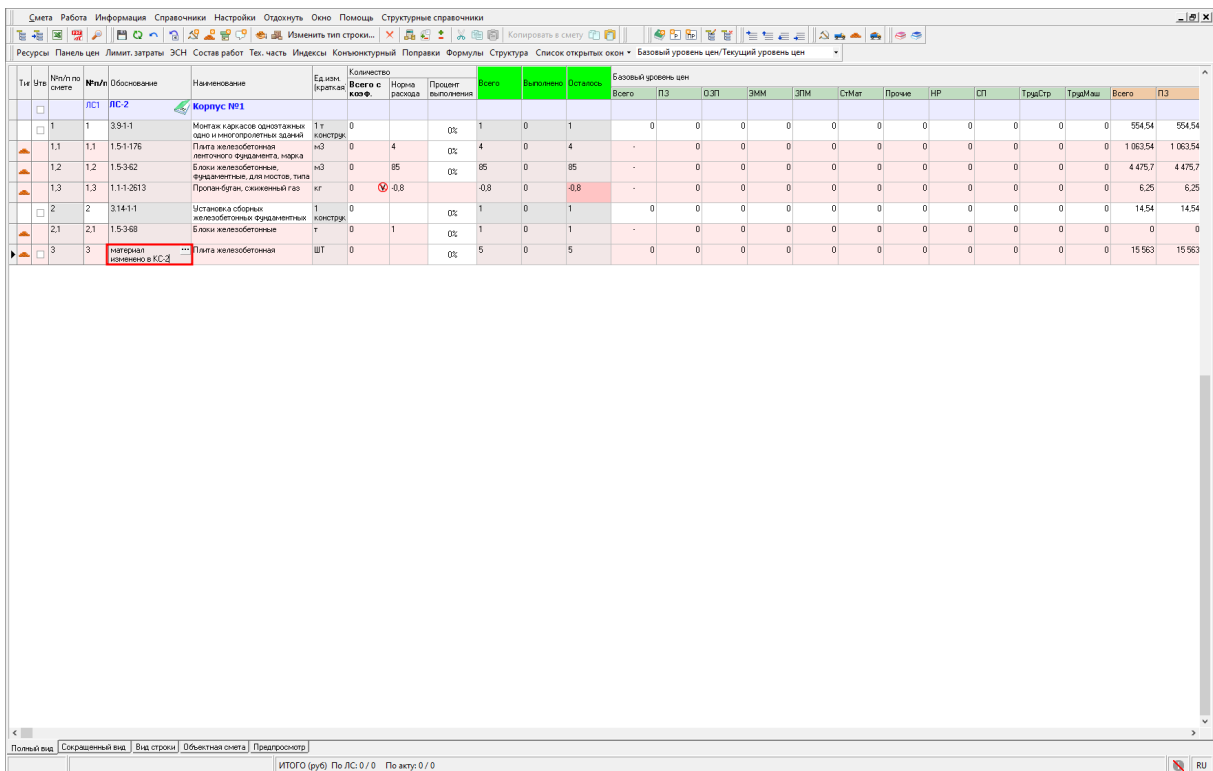 Смета Работа Информация Справочники Настройки Отдохнуть Окно Помощь Структурные справочники
Изменить тип строки... Копировать в смету
Ресурсы Панель цен Лимит. затраты ЭСН Состав работ Тех. часть Индексы Конъюнктурный Поправки Формулы Структура Список открытых окон Базовый уровень цен/Текущий уровень цен
Тип Утв №п/п по смете №п/п Обоснование Наименование Ед.изм. (краткая Количество Всего с коэф. Норма расхода Процент выполнения Всего Выполнено Осталось Базовый уровень цен
Всего ПЗ ОЗП ЭММ ЗПМ СтМат Прочие НР СП ТрудСтр ТрудМаш Всего ПЗ
ЛС1 ЛС-2 Корпус №1
1 1 3.9-1-1 Монтаж каркасов одноэтажных 1 т 0 0% 1 0 1 0 0 0 0 0 0 0 0 0 0 0 554,54 554,54
одно и многопролетных зданий конструк
1,1 1,1 1.5-1-176 Плита железобетонная м3 0 4 0% 4 0 4 - 0 0 0 0 0 0 0 0 0 0 1 063,54 1 063,54
ленточного фундамента, марка
1,2 1,2 1.5-3-62 Блоки железобетонные, м3 0 85 0% 85 0 85 - 0 0 0 0 0 0 0 0 0 0 4 475,7 4 475,7
фундаментные, для мостов, типа
1,3 1,3 1.1-1-2613 Пропан-бутан, сжиженный газ кг 0 -0,8 0% -0,8 0 -0,8 - 0 0 0 0 0 0 0 0 0 0 6,25 6,25
2 2 3.14-1-1 Установка сборных 1 0 0% 1 0 1 0 0 0 0 0 0 0 0 0 0 0 14,54 14,54
железобетонных фундаментных конструк
2,1 2,1 1.5-3-68 Блоки железобетонные т 0 1 0% 1 0 1 - 0 0 0 0 0 0 0 0 0 0 0 0
3 3 материал ... Плита железобетонная ШТ 0 0% 5 0 5 0 0 0 0 0 0 0 0 0 0 0 15 563 15 563
изменено в КС-2
Полный вид Сокращенный вид Вид строки Объектная смета Предпросмотр
ИТОГО (руб) По ЛС: 0 / 0 По акту: 0 / 0 RU